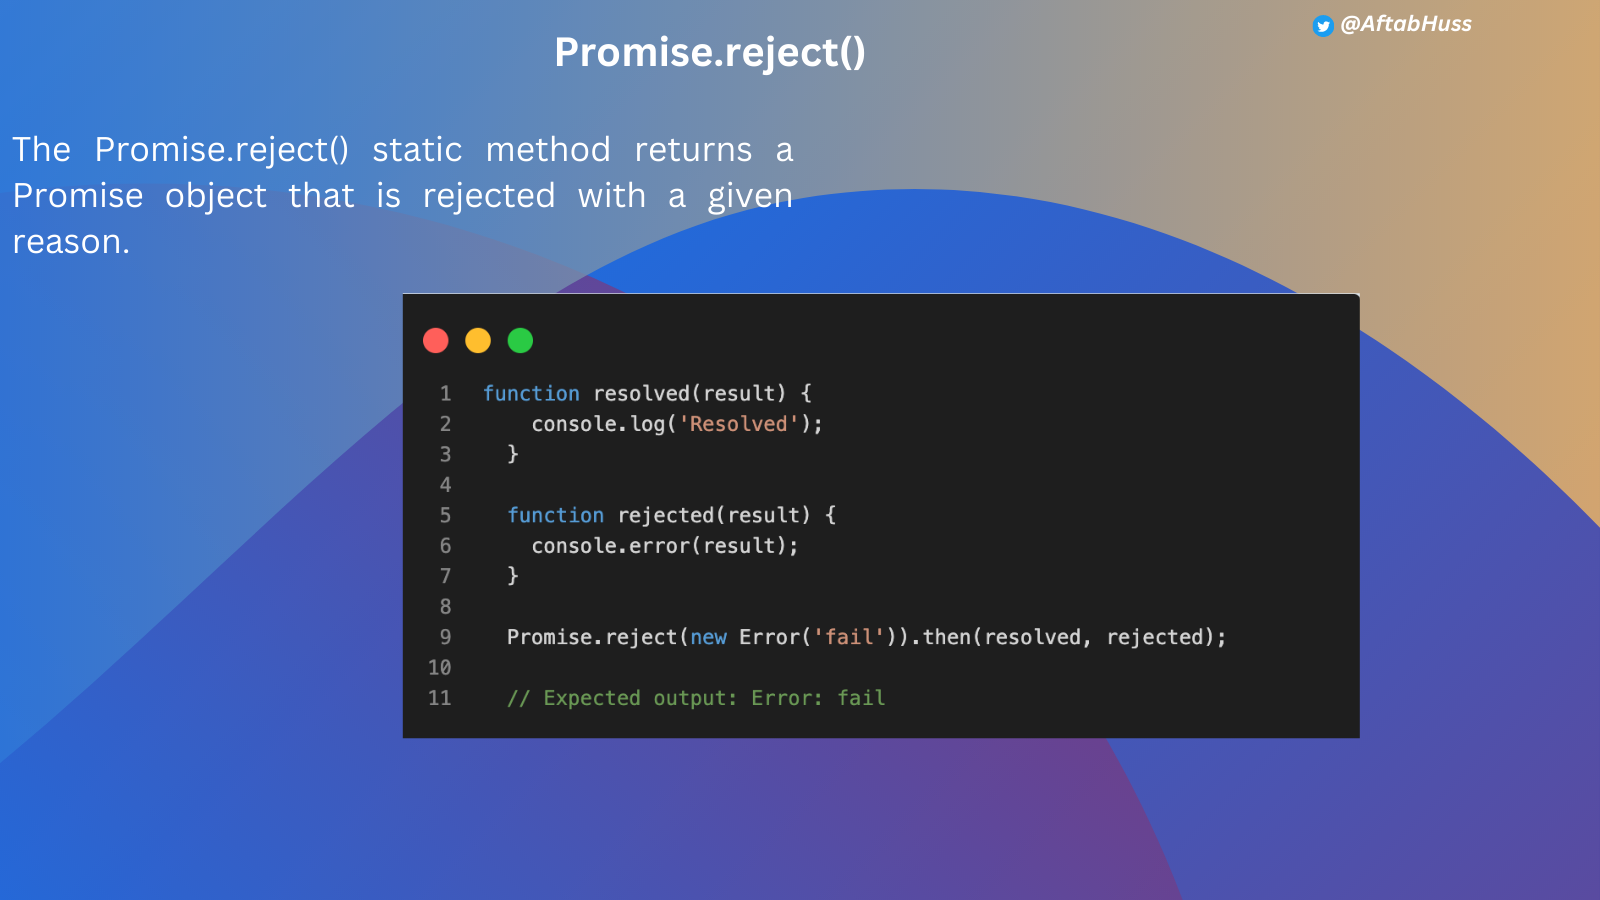 Promise.reject()
@AftabHuss
The Promise.reject() static method returns a
Promise object that is rejected with a given
reason.
1 function resolved(result) {
2 console.log('Resolved');
3 }
4
5 function rejected(result) {
6 console.error(result);
7 }
8
9 Promise.reject(new Error('fail')).then(resolved, rejected);
10
11 // Expected output: Error: fail